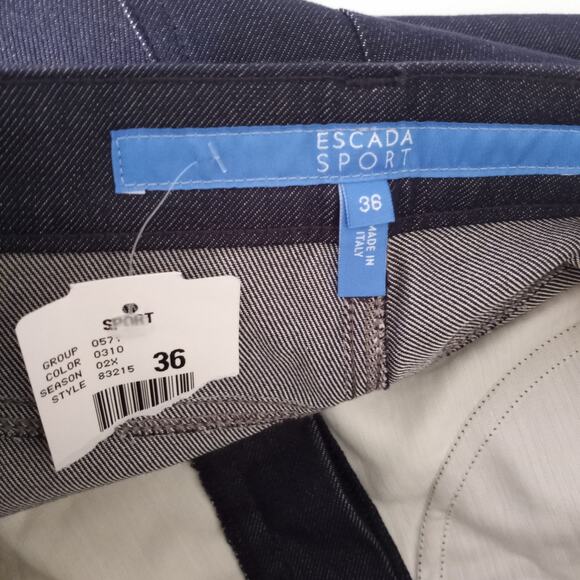 ESCADA
SPORT
36
MADE IN
ITALY
SPORT
GROUP 057
COLOR 0310
SEASON 02X
STYLE 83215
36